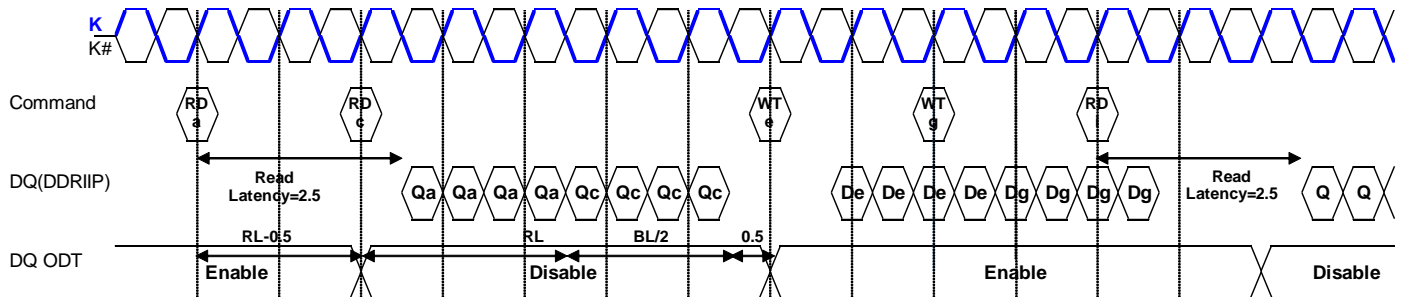 K
K#
Command
RD a
RD c
WT e
WT g
RD
DQ(DDRIIP)
Read Latency=2.5
Qa Qa Qa Qa Qc Qc Qc Qc
De De De De Dg Dg Dg Dg
Read Latency=2.5
Q Q
DQ ODT
RL-0.5
RL
BL/2
0.5
Enable
Disable
Enable
Disable